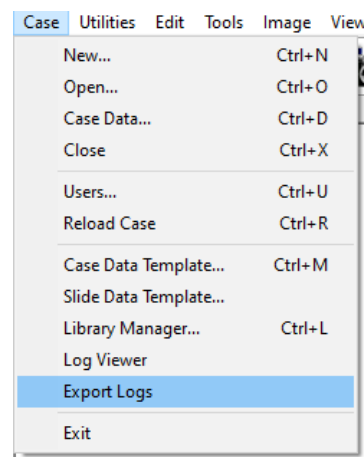 Case Utilities Edit Tools Image View
New... Ctrl+N
Open... Ctrl+O
Case Data... Ctrl+D
Close Ctrl+X
Users... Ctrl+U
Reload Case Ctrl+R
Case Data Template... Ctrl+M
Slide Data Template...
Library Manager... Ctrl+L
Log Viewer
Export Logs
Exit